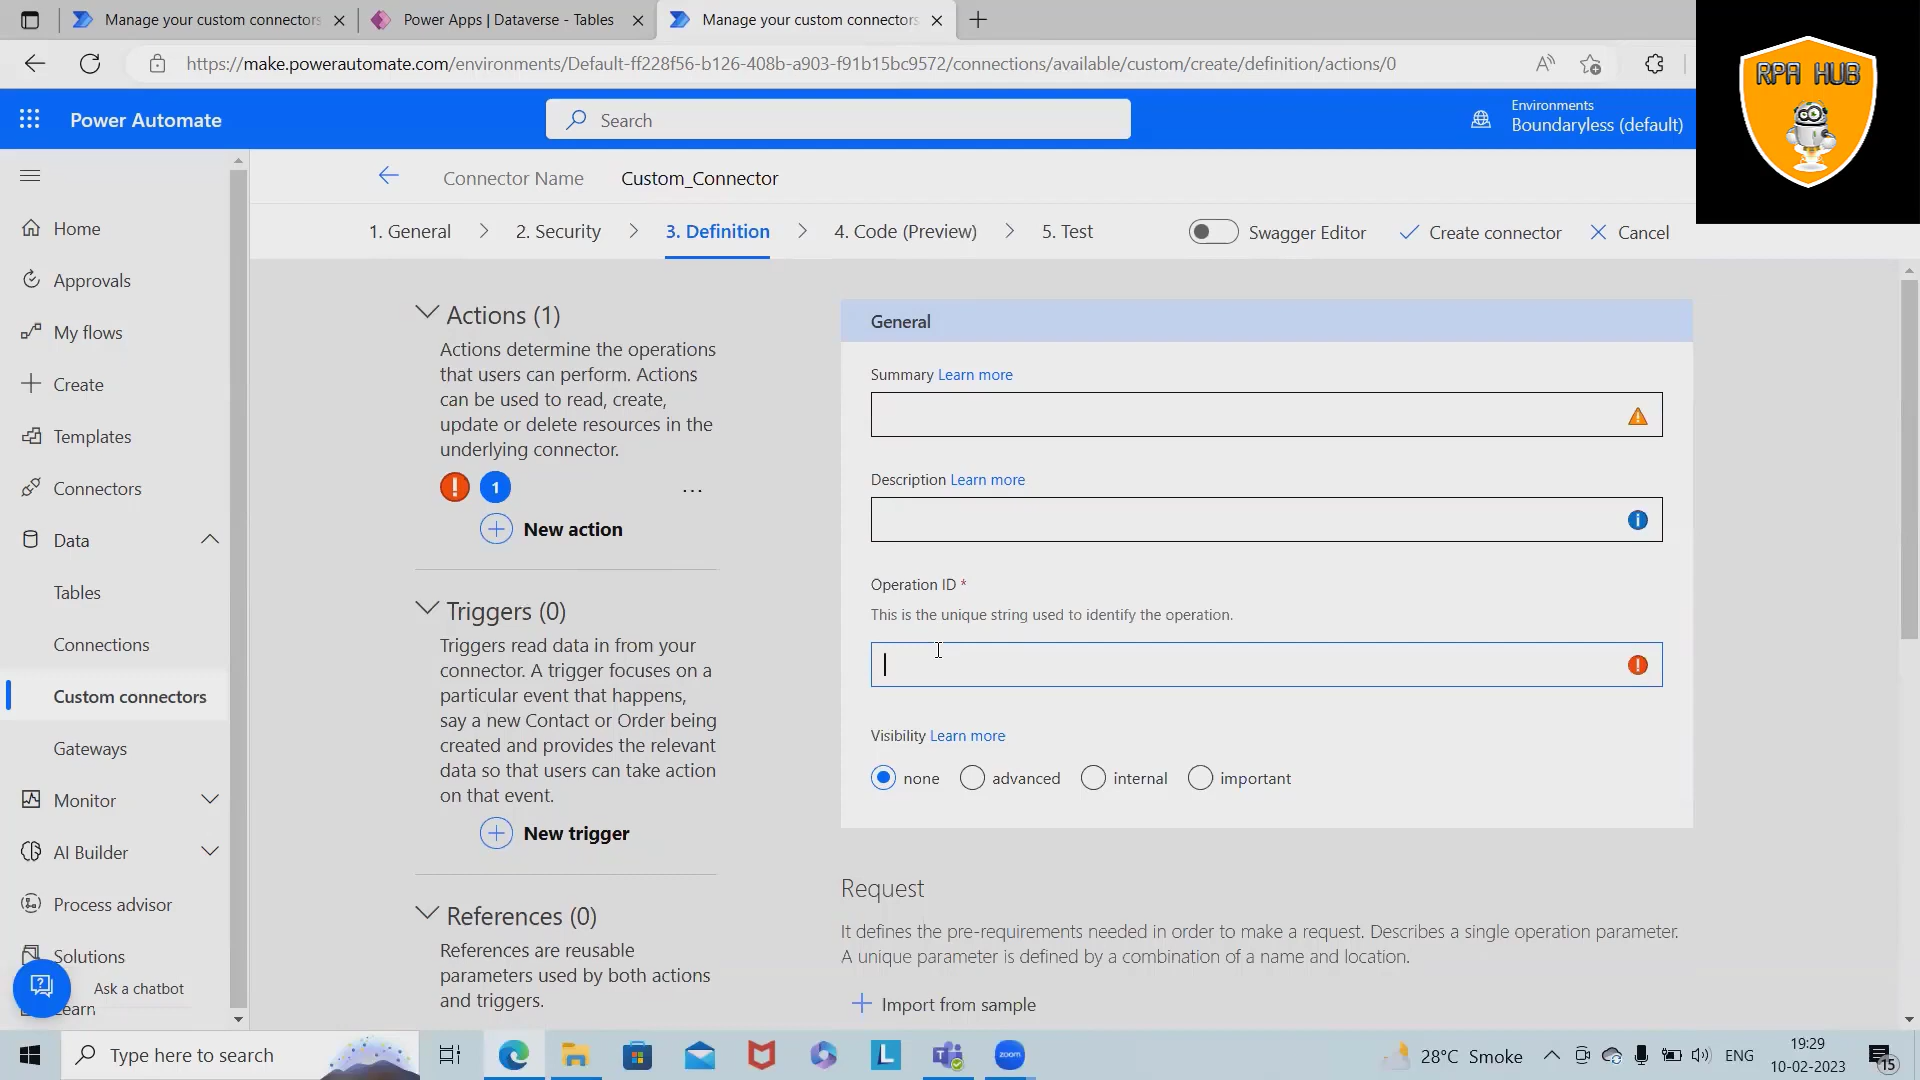 Manage your custom connectors
Power Apps | Dataverse - Tables
Manage your custom connectors
https://make.powerautomate.com/environments/Default-ff228f56-b126-408b-a903-f91b15bc9572/connections/available/custom/create/definition/actions/0
RPA HUB
Power Automate
Search
Environments
Boundaryless (default)
Connector Name
Custom_Connector
1. General
2. Security
3. Definition
4. Code (Preview)
5. Test
Swagger Editor
Create connector
Cancel
Home
Approvals
My flows
Create
Templates
Connectors
Data
Tables
Connections
Custom connectors
Gateways
Monitor
AI Builder
Process advisor
Solutions
Ask a chatbot
Learn
Actions (1)
Actions determine the operations
that users can perform. Actions
can be used to read, create,
update or delete resources in the
underlying connector.
1
...
New action
Triggers (0)
Triggers read data in from your
connector. A trigger focuses on a
particular event that happens,
say a new Contact or Order being
created and provides the relevant
data so that users can take action
on that event.
New trigger
References (0)
References are reusable
parameters used by both actions
and triggers.
General
Summary Learn more
Description Learn more
Operation ID *
This is the unique string used to identify the operation.
Visibility Learn more
none
advanced
internal
important
Request
It defines the pre-requirements needed in order to make a request. Describes a single operation parameter.
A unique parameter is defined by a combination of a name and location.
Import from sample
Type here to search
L
zoom
28°C Smoke
ENG
19:29
10-02-2023
15